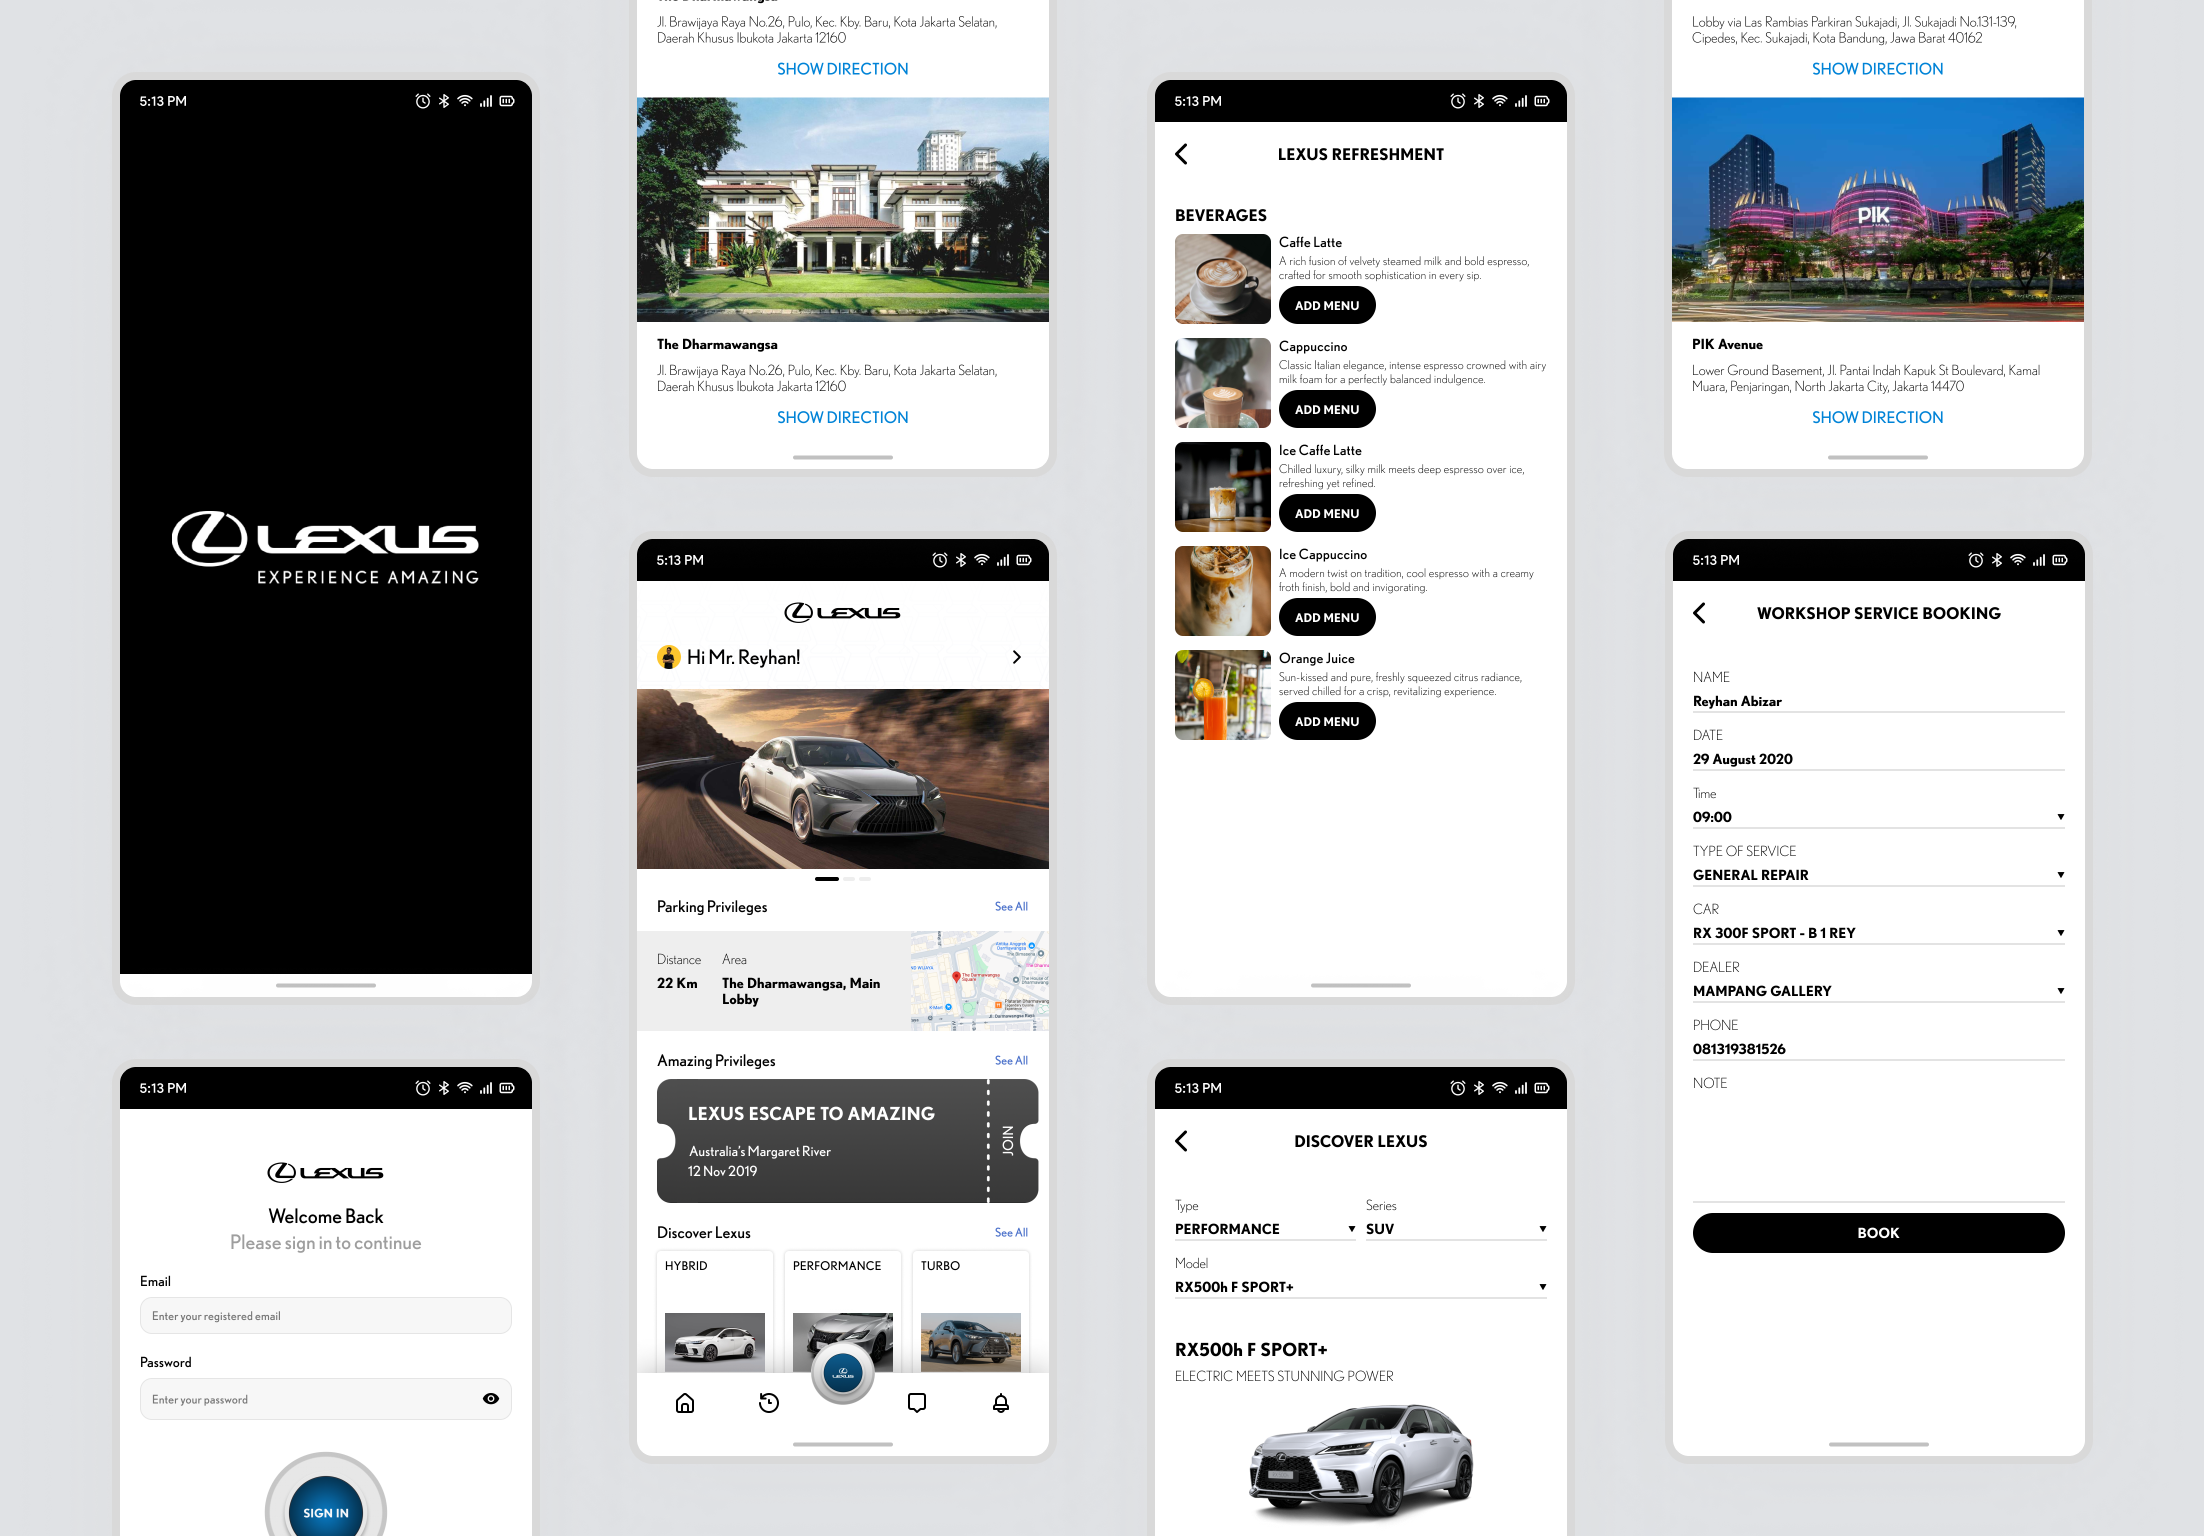 5:13 PM
LEXUS
EXPERIENCE AMAZING
5:13 PM
LEXUS
Welcome Back
Please sign in to continue
Email
Enter your registered email
Password
Enter your password
SIGN IN
Jl. Brawijaya Raya No.26, Pulo, Kec. Kby. Baru, Kota Jakarta Selatan,
Daerah Khusus Ibukota Jakarta 12160
SHOW DIRECTION
The Dharmawangsa
Jl. Brawijaya Raya No.26, Pulo, Kec. Kby. Baru, Kota Jakarta Selatan,
Daerah Khusus Ibukota Jakarta 12160
SHOW DIRECTION
5:13 PM
LEXUS
Hi Mr. Reyhan!
Parking Privileges
See All
Distance
Area
22 Km
The Dharmawangsa, Main
Lobby
Amazing Privileges
See All
LEXUS ESCAPE TO AMAZING
Australia's Margaret River
12 Nov 2019
JOIN
Discover Lexus
See All
HYBRID
PERFORMANCE
TURBO
LEXUS
5:13 PM
LEXUS REFRESHMENT
BEVERAGES
Caffe Latte
A rich fusion of velvety steamed milk and bold espresso,
crafted for smooth sophistication in every sip.
ADD MENU
Cappuccino
Classic Italian elegance, intense espresso crowned with airy
milk foam for a perfectly balanced indulgence.
ADD MENU
Ice Caffe Latte
Chilled luxury, silky milk meets deep espresso over ice,
refreshing yet refined.
ADD MENU
Ice Cappuccino
A modern twist on tradition, cool espresso with a creamy
froth finish, bold and invigorating.
ADD MENU
Orange Juice
Sun-kissed and pure, freshly squeezed citrus radiance,
served chilled for a crisp, revitalizing experience.
ADD MENU
5:13 PM
DISCOVER LEXUS
Type
Series
PERFORMANCE
SUV
Model
RX500h F SPORT+
RX500h F SPORT+
ELECTRIC MEETS STUNNING POWER
Lobby via Las Rambias Parkiran Sukajadi, Jl. Sukajadi No.131-139,
Cipedes, Kec. Sukajadi, Kota Bandung, Jawa Barat 40162
SHOW DIRECTION
PIK
PIK Avenue
Lower Ground Basement, Jl. Pantai Indah Kapuk St Boulevard, Kamal
Muara, Penjaringan, North Jakarta City, Jakarta 14470
SHOW DIRECTION
5:13 PM
WORKSHOP SERVICE BOOKING
NAME
Reyhan Abizar
DATE
29 August 2020
Time
09:00
TYPE OF SERVICE
GENERAL REPAIR
CAR
RX 300F SPORT - B 1 REY
DEALER
MAMPANG GALLERY
PHONE
081319381526
NOTE
BOOK